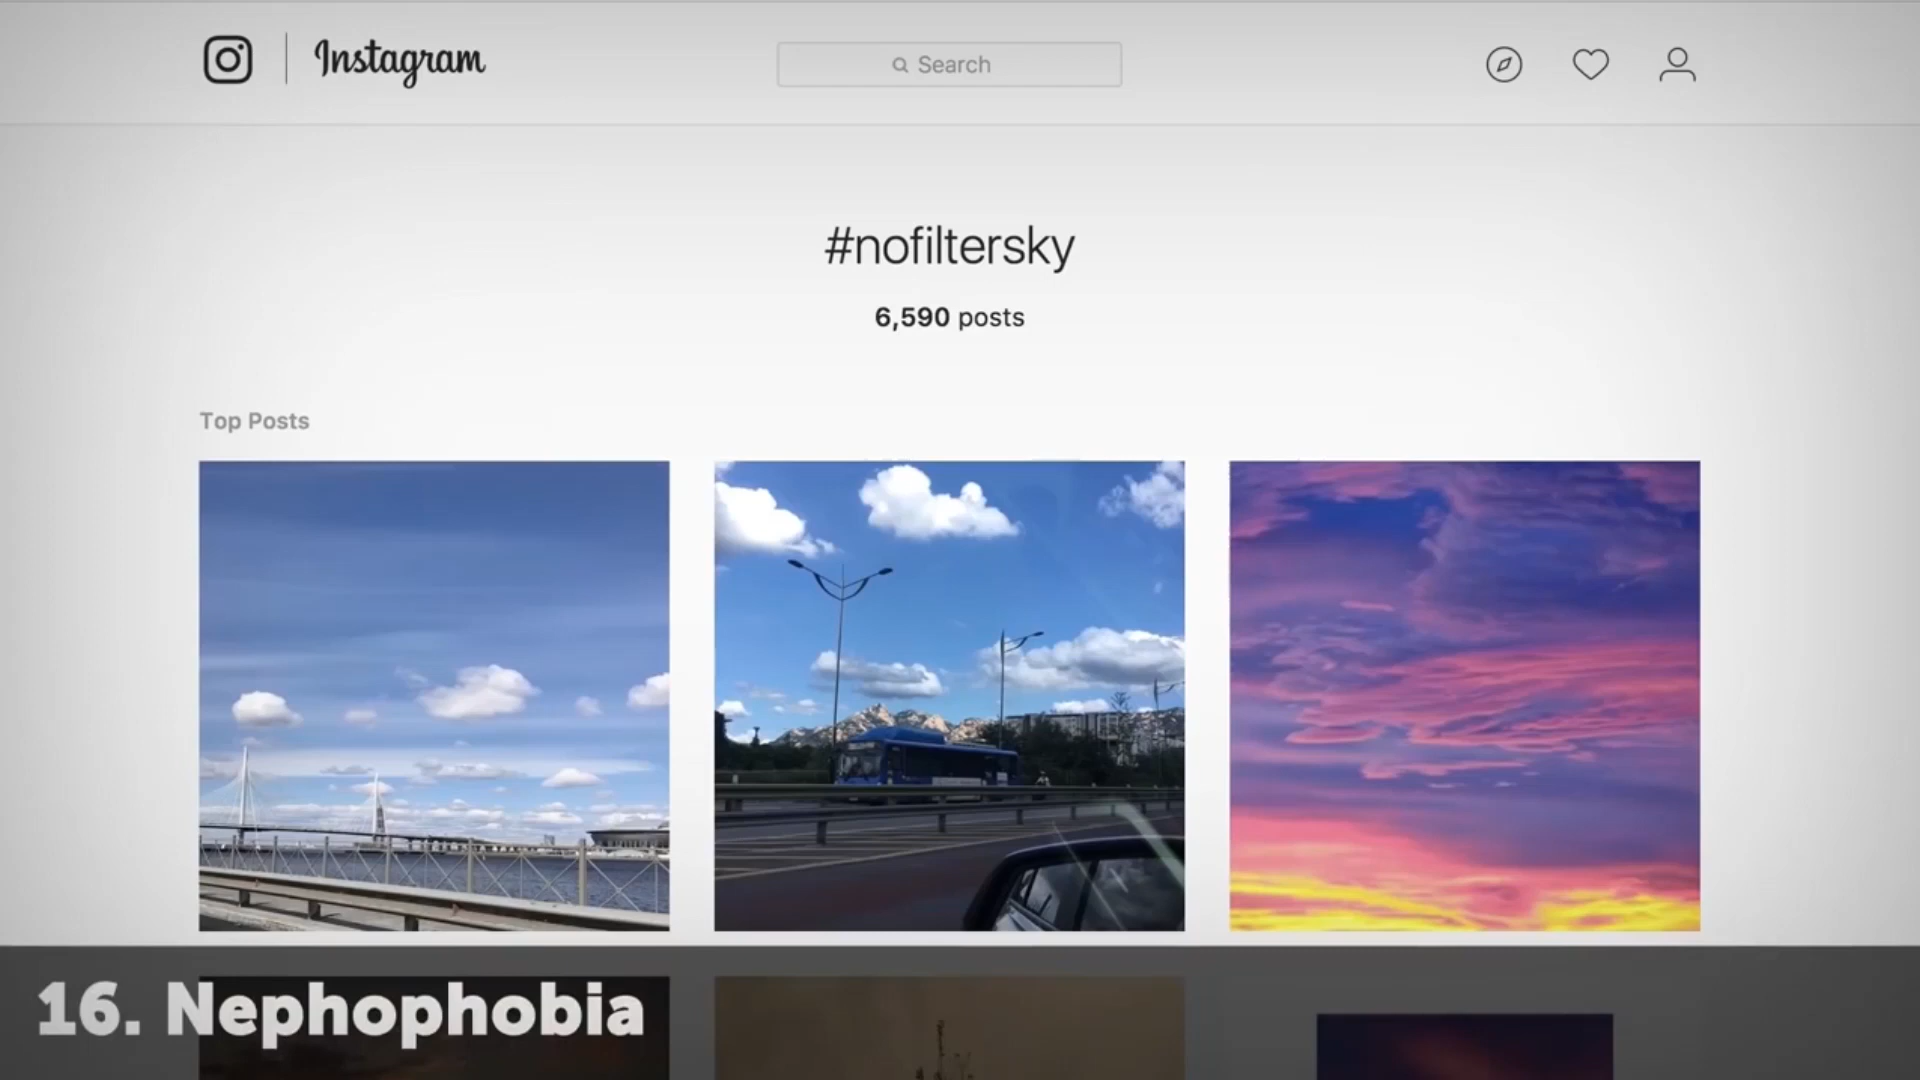 Instagram
Search
#nofiltersky
6,590 posts
Top Posts
16. Nephophobia